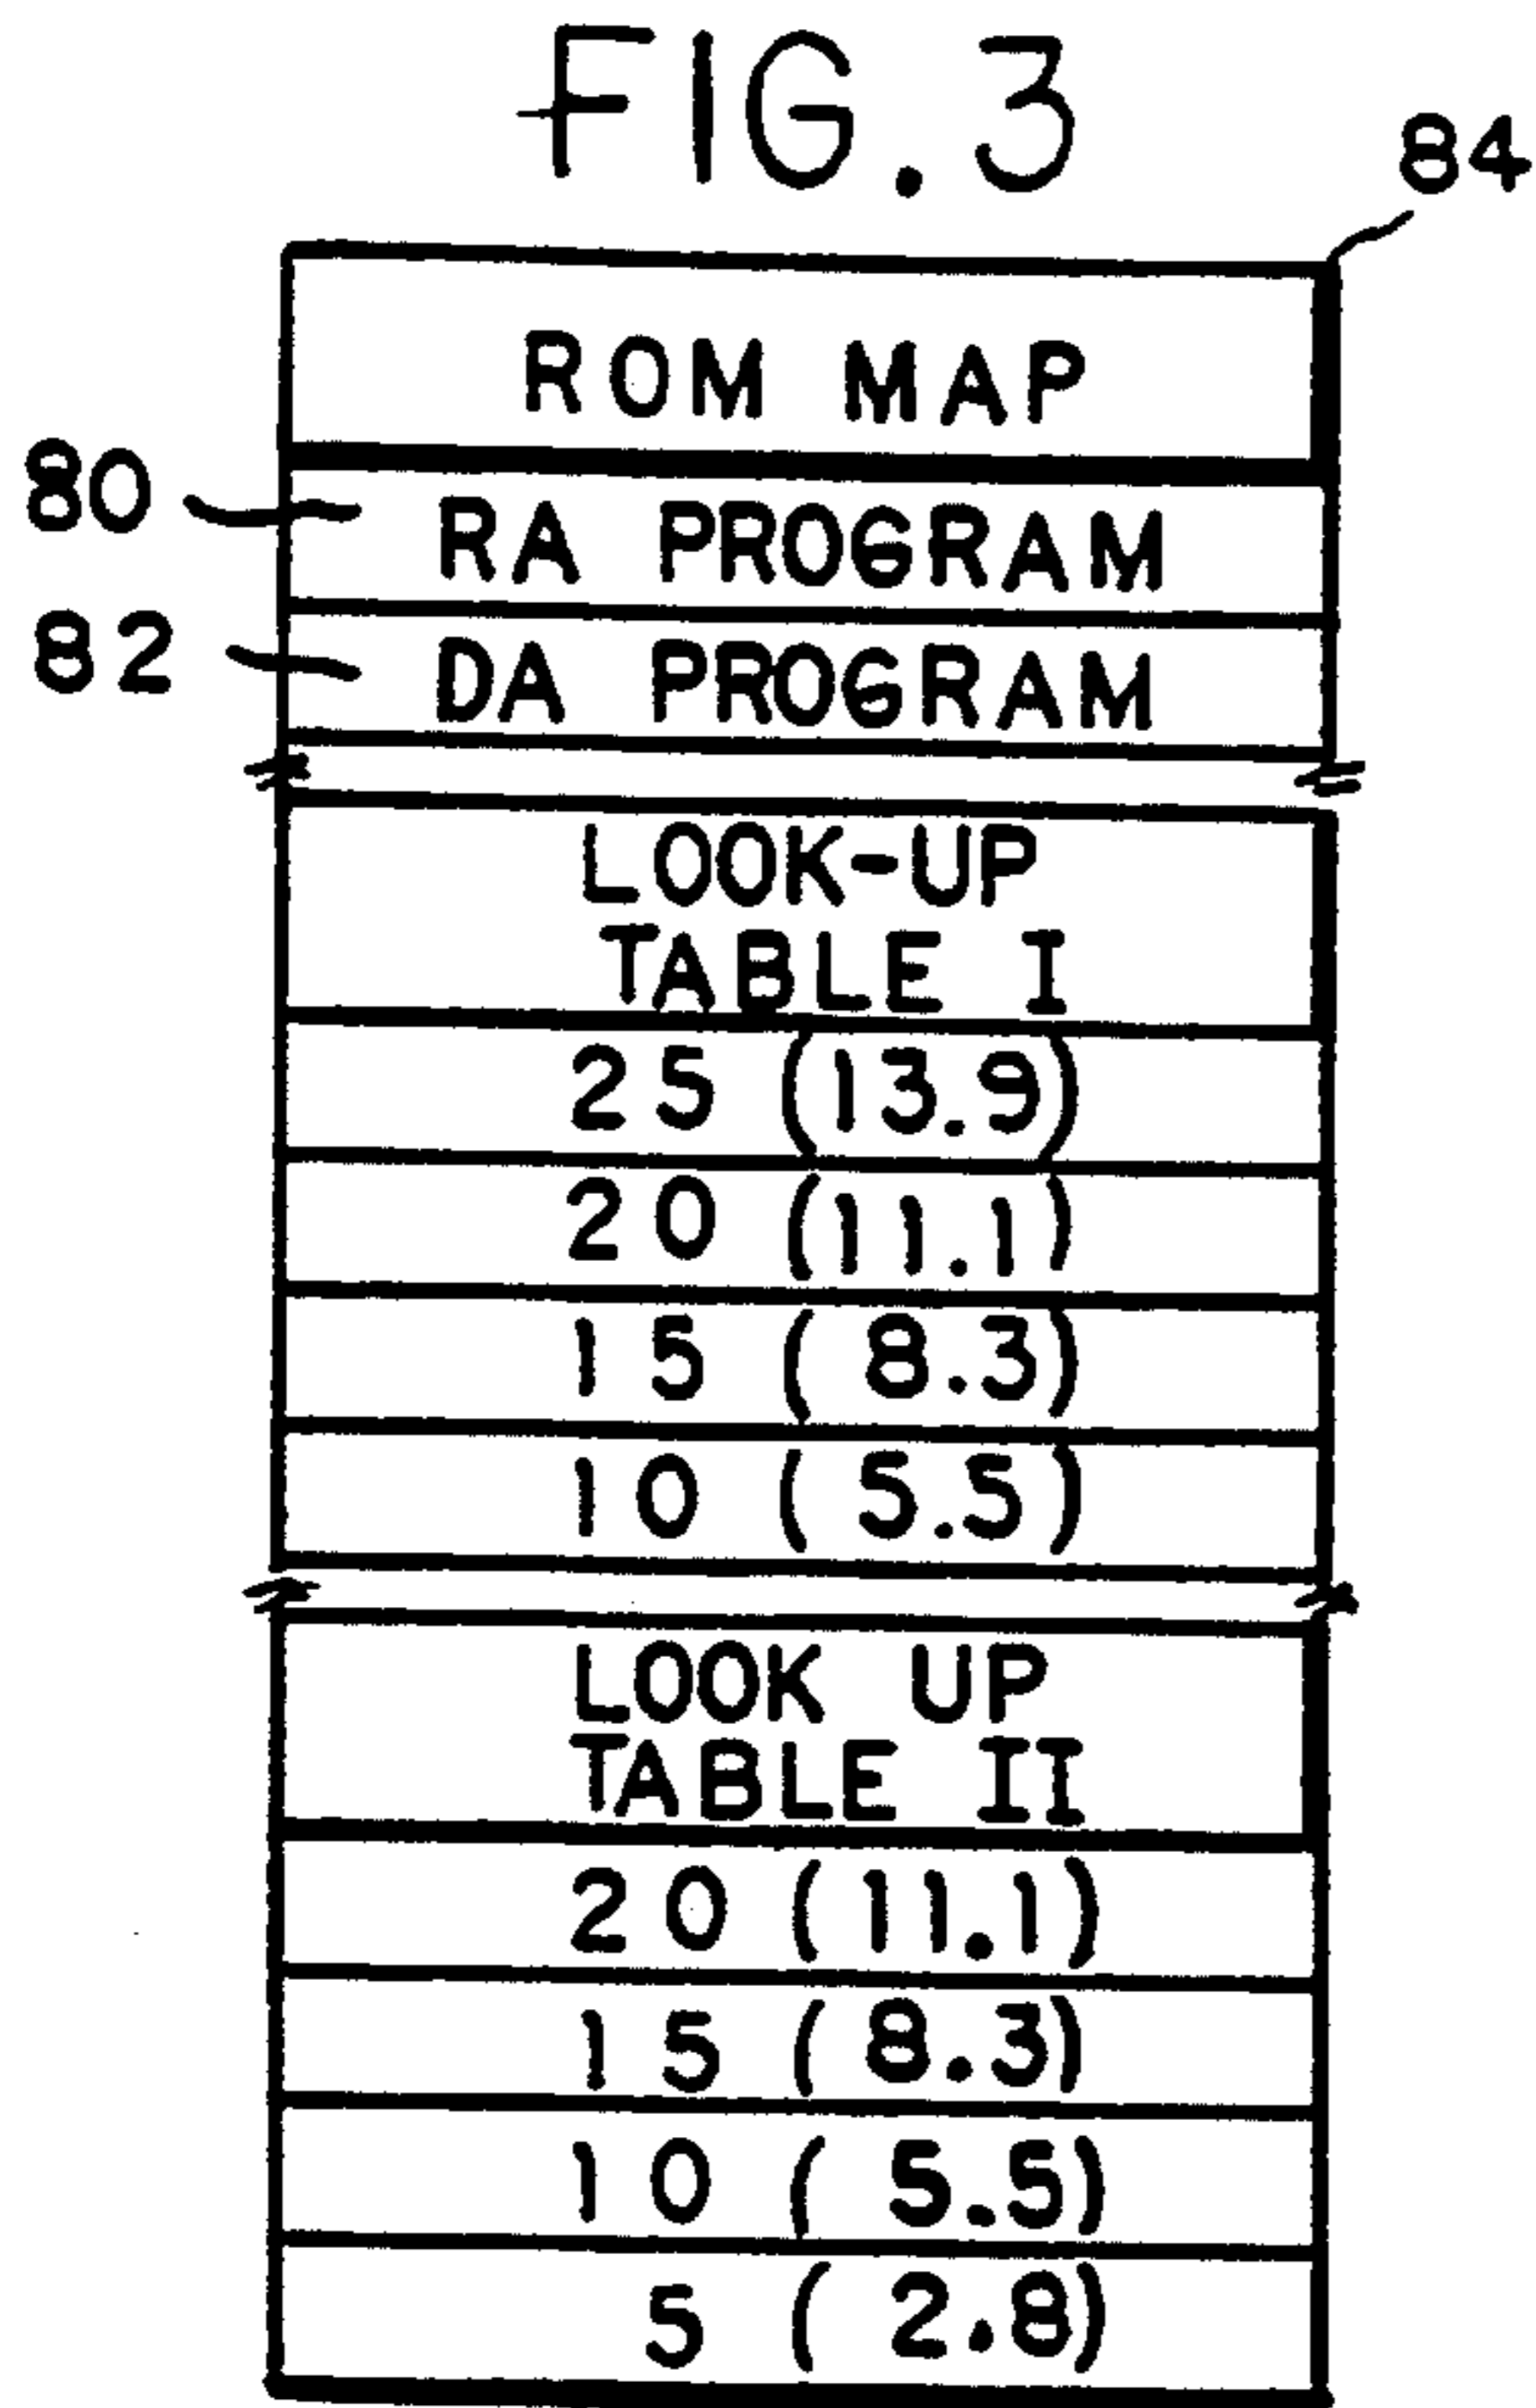 FIG. 3
84
ROM MAP
80 RA PROGRAM
82 DA PROGRAM
LOOK-UP
TABLE I
25 (13.9)
20 (11.1)
15 (8.3)
10 (5.5)
LOOK UP
TABLE II
20 (11.1)
15 (8.3)
10 (5.5)
5 (2.8)